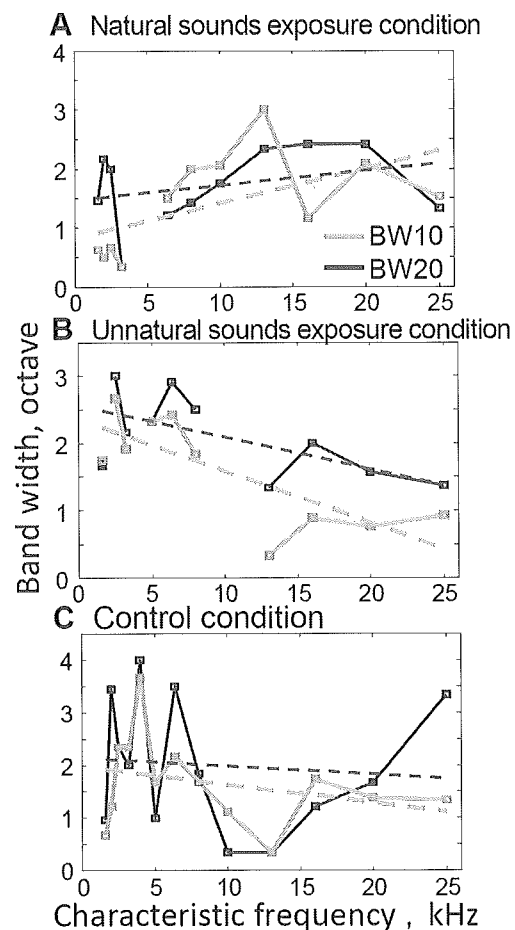 A Natural sounds exposure condition
4
3
2
1
0
0 5 10 15 20 25
BW10
BW20
B Unnatural sounds exposure condition
3
2
1
0
0 5 10 15 20 25
C Control condition
4
3
2
1
0
0 5 10 15 20 25
Band width, octave
Characteristic frequency , kHz